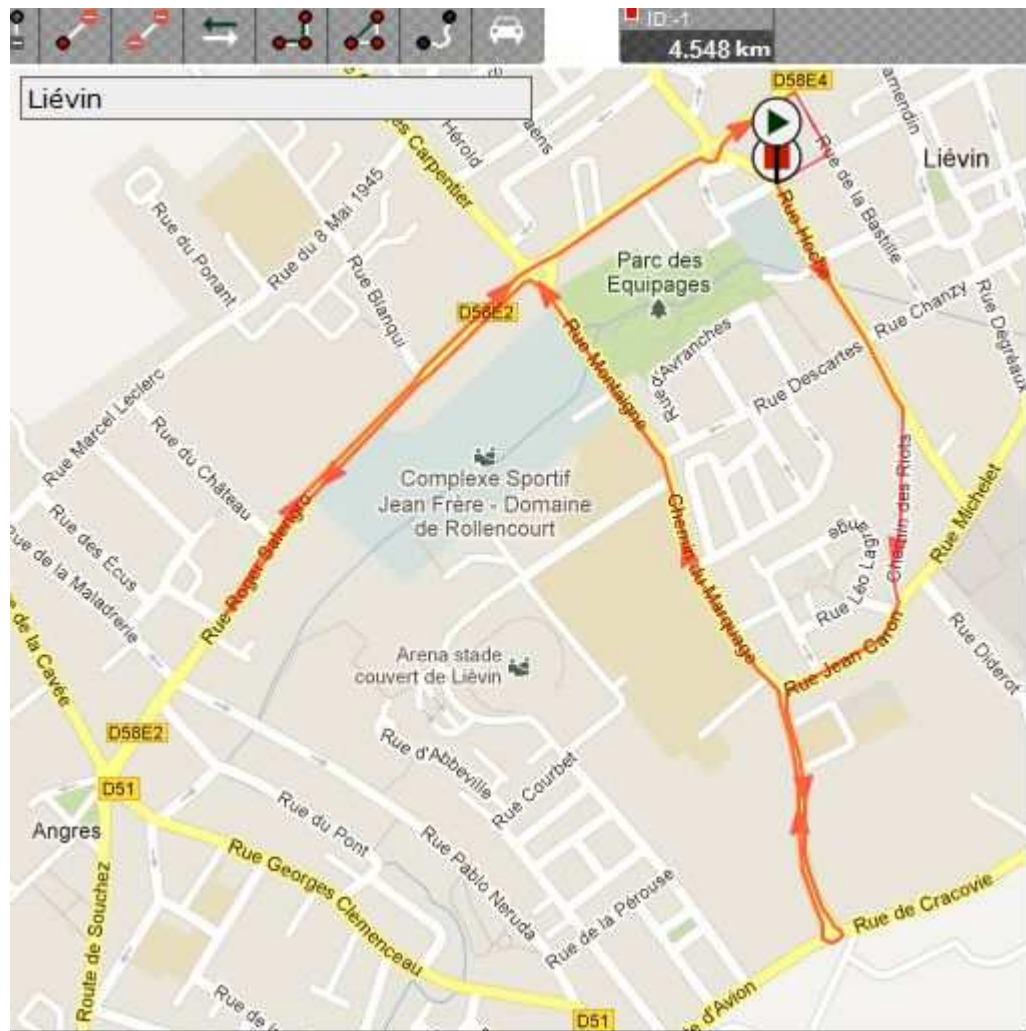 ID:-1
4.548 km
Liévin
D58E4
Hérold
es Carpentier
Rue du 8 Mai 1945
Rue du Ponant
Rue de la Bastille
Liévin
Rue Hoche
Parc des
Equipages
Rue Blanqui
D58E2
Rue Montaigne
Rue d'Avranches
Rue Chanzy
Rue Degréaux
Rue Descartes
Rue Marcel Leclerc
Rue du Château
Complexe Sportif
Jean Frère - Domaine
de Rollencourt
Chemin des Riots
Rue Michelet
Rue des Écus
Rue de la Maladrerie
Rue Roger Salengro
Chemin du Marquage
Rue Léo Lagrange
Rue Diderot
Rue Jean Caron
Arena stade
couvert de Liévin
de la Cavée
D58E2
D51
Rue d'Abbeville
Rue Courbet
Angres
Rue du Pont
Rue Georges Clemenceau
Rue Pablo Neruda
Rue de la Pérouse
Rue de Cracovie
Route de Souchez
D51
e d'Avion